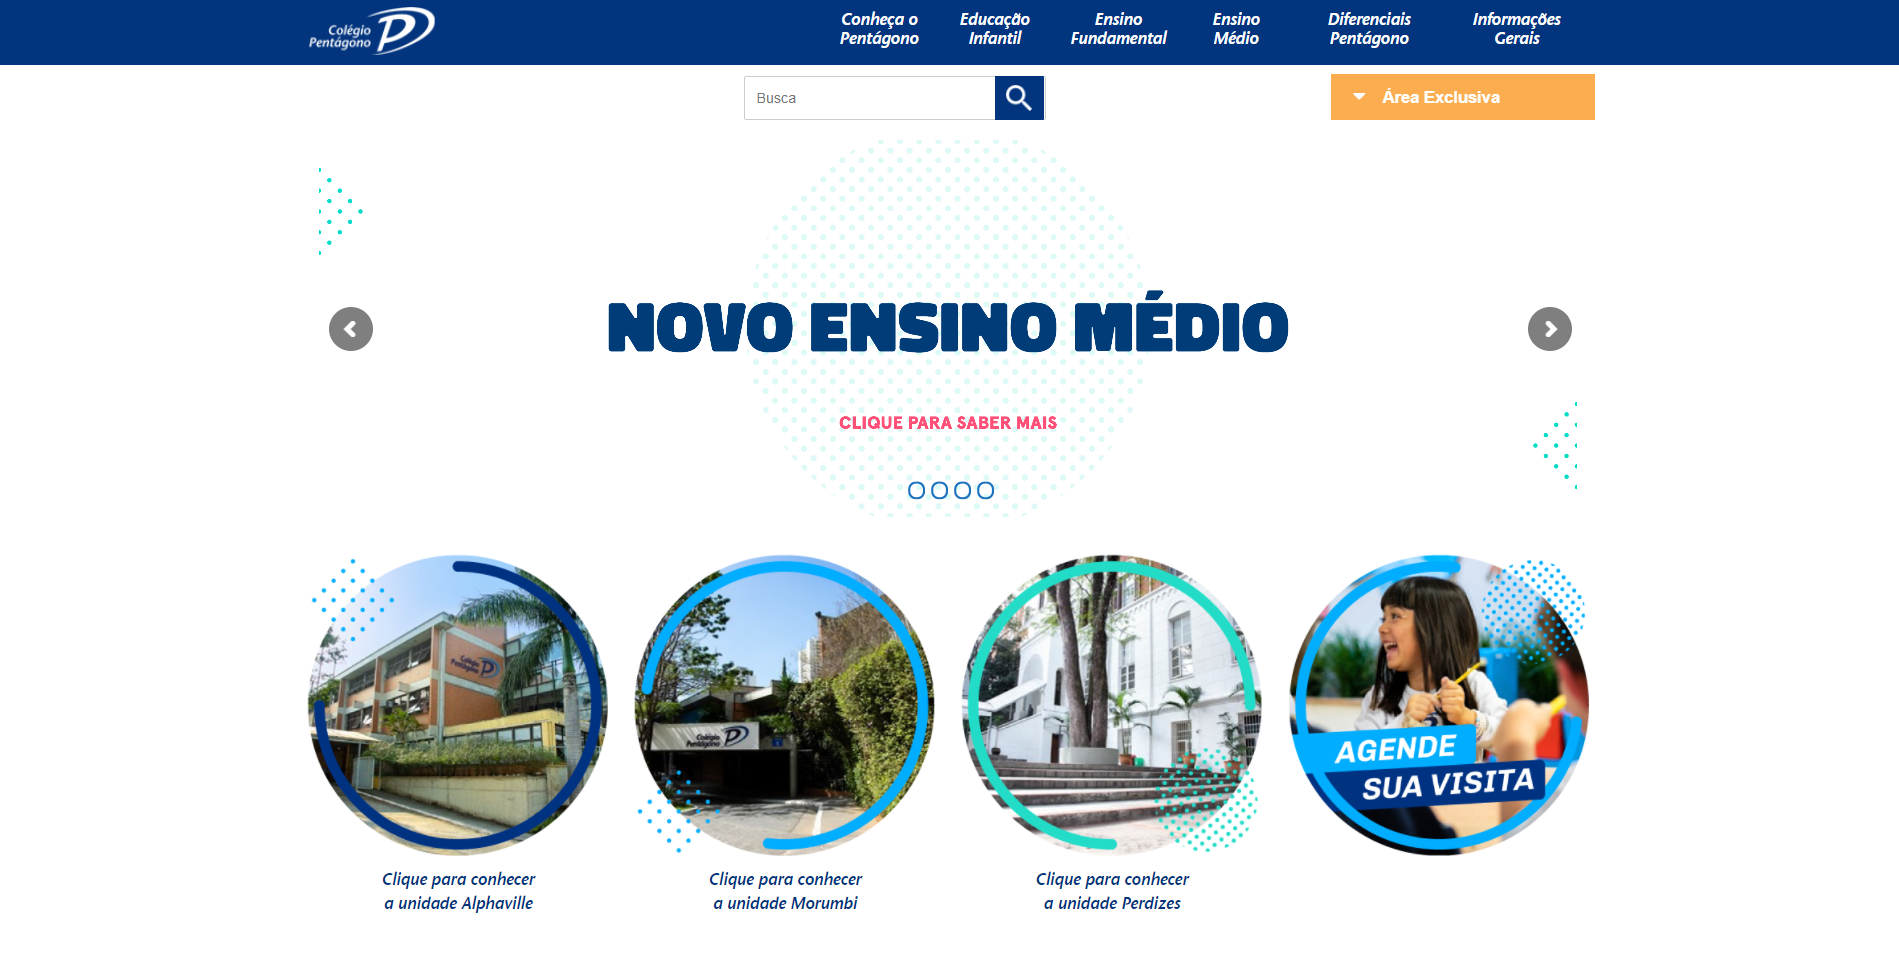 Colégio
Pentágono
Conheça o
Pentágono
Educação
Infantil
Ensino
Fundamental
Ensino
Médio
Diferenciais
Pentágono
Informações
Gerais
Busca
Área Exclusiva
NOVO ENSINO MÉDIO
CLIQUE PARA SABER MAIS
Colégio
Pentágono
Colégio
Pentágono
AGENDE
SUA VISITA
Clique para conhecer
a unidade Alphaville
Clique para conhecer
a unidade Morumbi
Clique para conhecer
a unidade Perdizes